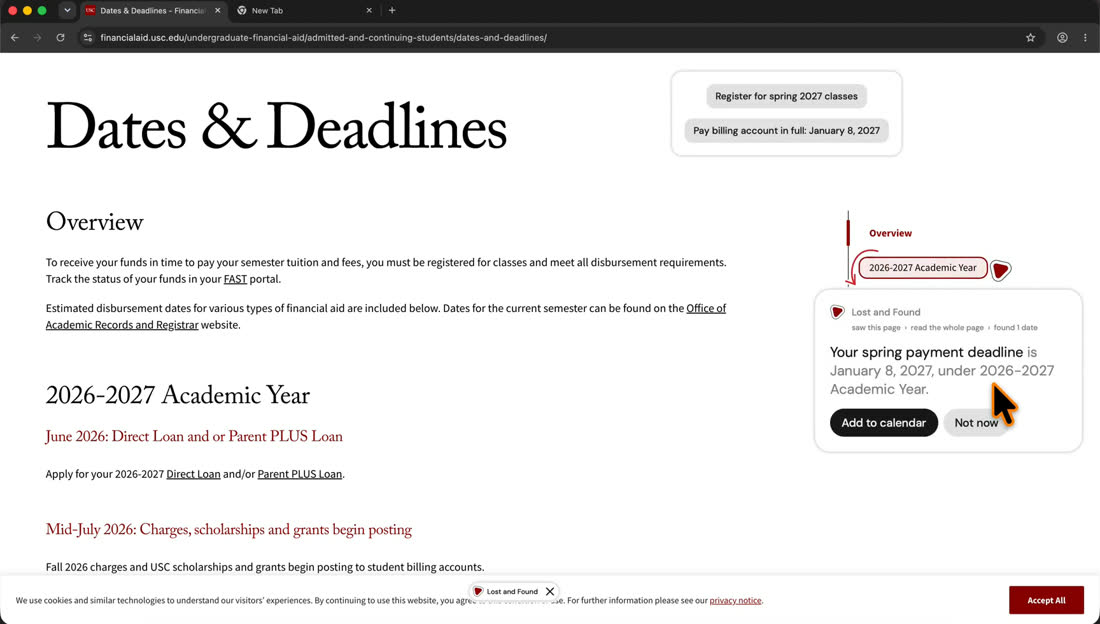 USC Dates & Deadlines - Financial
New Tab
financialaid.usc.edu/undergraduate-financial-aid/admitted-and-continuing-students/dates-and-deadlines/
Dates & Deadlines
Register for spring 2027 classes
Pay billing account in full: January 8, 2027
Overview
To receive your funds in time to pay your semester tuition and fees, you must be registered for classes and meet all disbursement requirements.
Track the status of your funds in your FAST portal.
Estimated disbursement dates for various types of financial aid are included below. Dates for the current semester can be found on the Office of
Academic Records and Registrar website.
Overview
2026-2027 Academic Year
Lost and Found
saw this page › read the whole page › found 1 date
Your spring payment deadline is
January 8, 2027, under 2026-2027
Academic Year.
Add to calendar
Not now
2026-2027 Academic Year
June 2026: Direct Loan and or Parent PLUS Loan
Apply for your 2026-2027 Direct Loan and/or Parent PLUS Loan.
Mid-July 2026: Charges, scholarships and grants begin posting
Fall 2026 charges and USC scholarships and grants begin posting to student billing accounts.
Lost and Found
We use cookies and similar technologies to understand our visitors' experiences. By continuing to use this website, you For further information please see our privacy notice.
Accept All